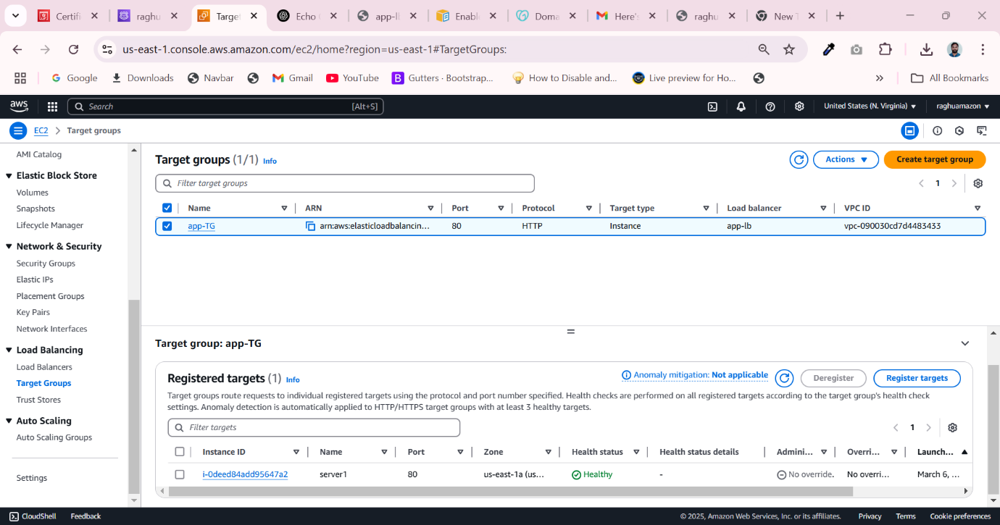 Certifi
raghu
Target
Echo
app-lb
Enable
Doma
Here's
raghu
New T
us-east-1.console.aws.amazon.com/ec2/home?region=us-east-1#TargetGroups:
Google
Downloads
Navbar
Gmail
YouTube
Gutters · Bootstrap...
How to Disable and...
Live preview for Ho...
All Bookmarks
aws
Search
[Alt+S]
United States (N. Virginia)
raghuamazon
EC2
Target groups
AMI Catalog
Elastic Block Store
Volumes
Snapshots
Lifecycle Manager
Network & Security
Security Groups
Elastic IPs
Placement Groups
Key Pairs
Network Interfaces
Load Balancing
Load Balancers
Target Groups
Trust Stores
Auto Scaling
Auto Scaling Groups
Settings
Target groups (1/1) Info
Actions
Create target group
Filter target groups
1
Name ARN Port Protocol Target type Load balancer VPC ID
app-TG arn:aws:elasticloadbalancin... 80 HTTP Instance app-lb vpc-090030cd7d4483433
Target group: app-TG
Registered targets (1) Info
Anomaly mitigation: Not applicable
Deregister
Register targets
Target groups route requests to individual registered targets using the protocol and port number specified. Health checks are performed on all registered targets according to the target group's health check
settings. Anomaly detection is automatically applied to HTTP/HTTPS target groups with at least 3 healthy targets.
Filter targets
1
Instance ID Name Port Zone Health status Health status details Admini... Overri... Launch...
i-0deed84add95647a2 server1 80 us-east-1a (us... Healthy - No override. No overri... March 6, ...
CloudShell
Feedback
© 2025, Amazon Web Services, Inc. or its affiliates.
Privacy
Terms
Cookie preferences